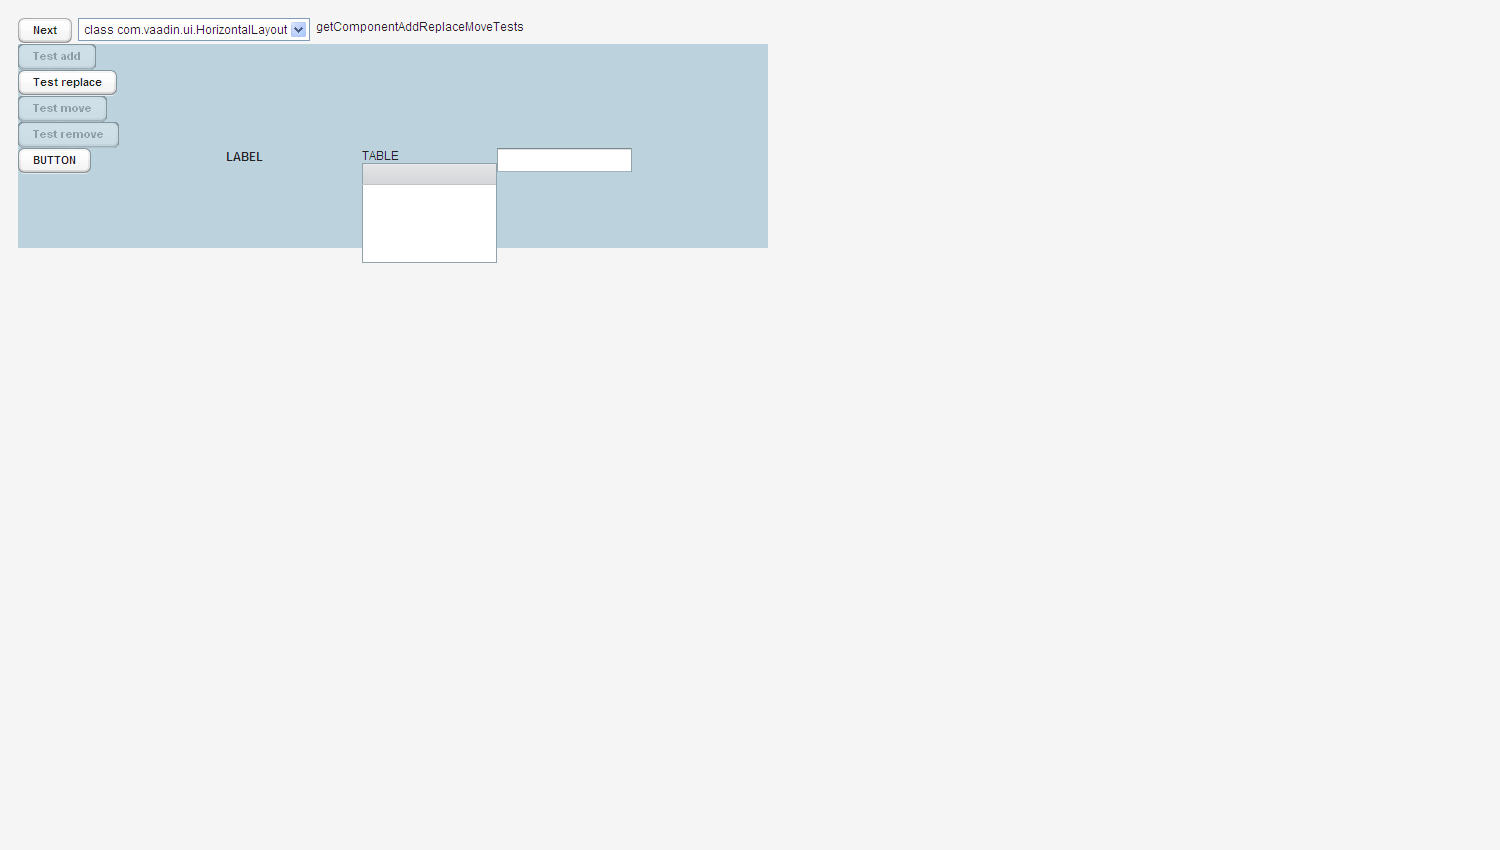 Next class com.vaadin.ui.HorizontalLayout getComponentAddReplaceMoveTests
Test add
Test replace
Test move
Test remove
BUTTON LABEL TABLE